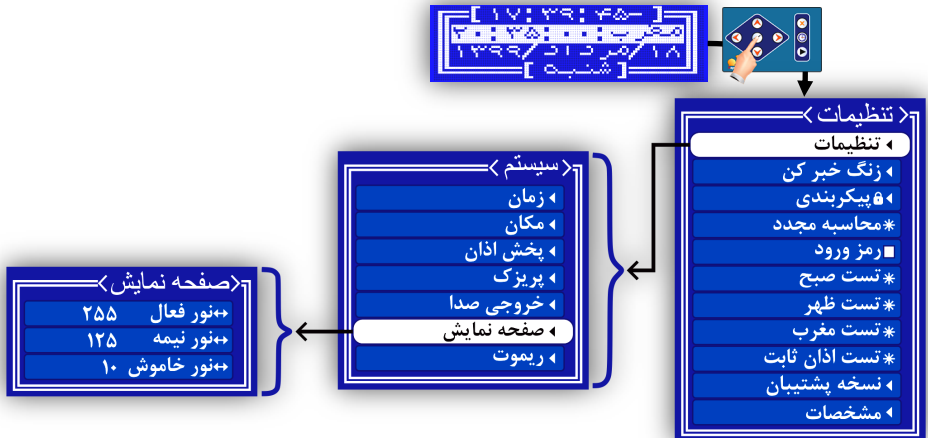 [ -۱۷:۳۹:۴۵ ]
مغرب:۲۰:۲۵:۰۰
۱۸/مرداد/۱۳۹۹
[ شنبه ]
<تنظیمات>
تنظیمات
زنگ خبر کن
پیکربندی
*محاسبه مجدد
رمز ورود
*تست صبح
*تست ظهر
*تست مغرب
*تست اذان ثابت
نسخه پشتیبان
مشخصات
<سیستم>
زمان
مکان
پخش اذان
پریزک
خروجی صدا
صفحه نمایش
ریموت
<صفحه نمایش>
↔نور فعال ۲۵۵
↔نور نیمه ۱۲۵
↔نور خاموش ۱۰